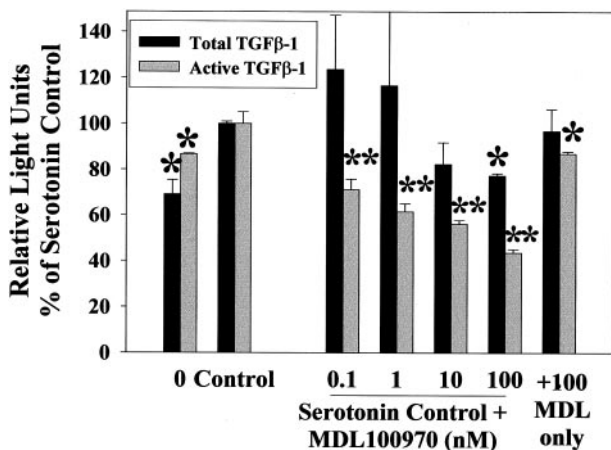 Relative Light Units
% of Serotonin Control
140
120
100
80
60
40
20
0
Total TGFβ-1
Active TGFβ-1
* *
** ** ** * **
*
0 Control
0.1 1 10 100
+100
MDL
only
Serotonin Control +
MDL100970 (nM)